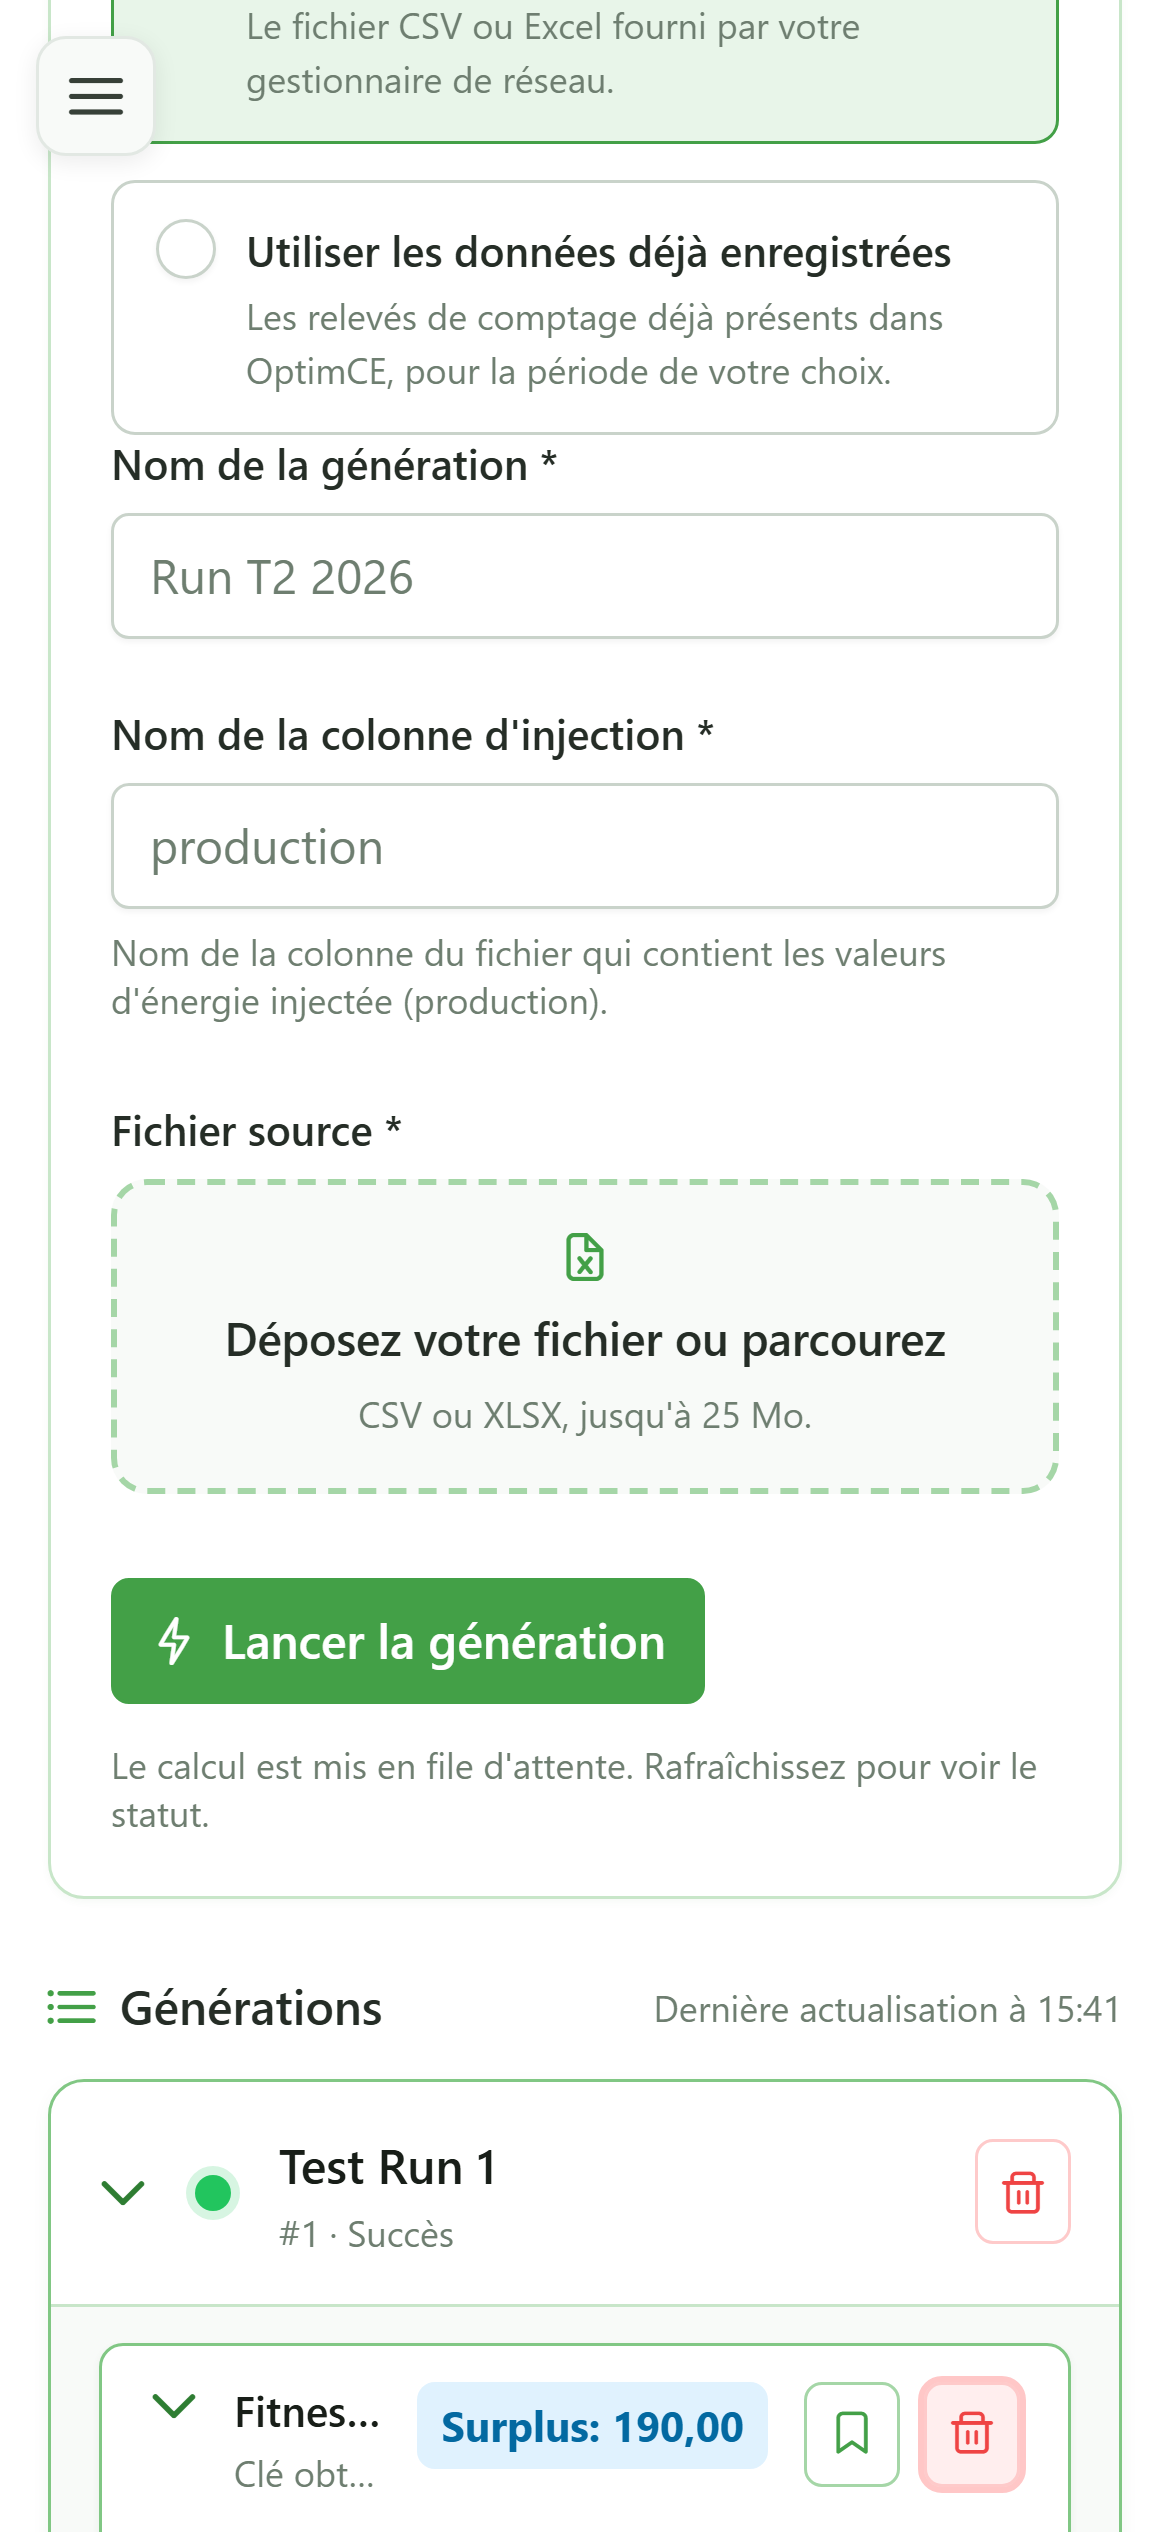 Le fichier CSV ou Excel fourni par votre
gestionnaire de réseau.
Utiliser les données déjà enregistrées
Les relevés de comptage déjà présents dans
OptimCE, pour la période de votre choix.
Nom de la génération *
Run T2 2026
Nom de la colonne d'injection *
production
Nom de la colonne du fichier qui contient les valeurs
d'énergie injectée (production).
Fichier source *
Déposez votre fichier ou parcourez
CSV ou XLSX, jusqu'à 25 Mo.
Lancer la génération
Le calcul est mis en file d'attente. Rafraîchissez pour voir le
statut.
Générations
Dernière actualisation à 15:41
Test Run 1
#1 · Succès
Fitnes...
Surplus: 190,00
Clé obt...